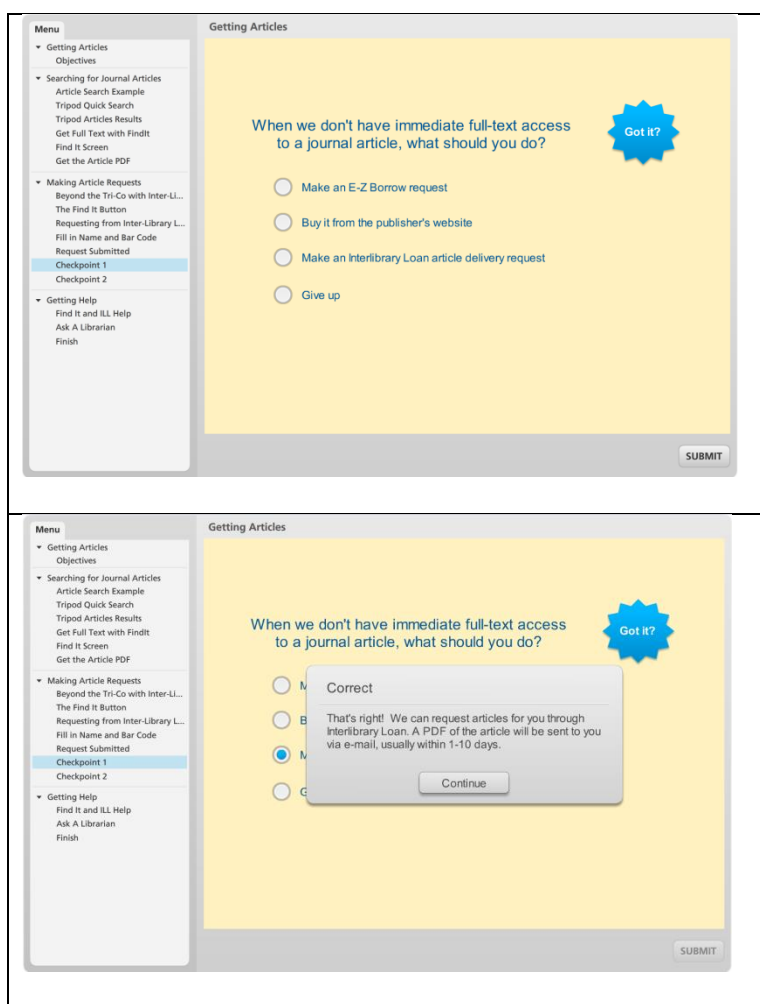 Menu
Getting Articles
Getting Articles
Objectives
Searching for Journal Articles
Article Search Example
Tripod Quick Search
Tripod Articles Results
Get Full Text with FindIt
Find It Screen
Get the Article PDF
Making Article Requests
Beyond the Tri-Co with Inter-Li...
The Find It Button
Requesting from Inter-Library L...
Fill in Name and Bar Code
Request Submitted
Checkpoint 1
Checkpoint 2
Getting Help
Find It and ILL Help
Ask A Librarian
Finish
When we don't have immediate full-text access
to a journal article, what should you do?
Got it?
Make an E-Z Borrow request
Buy it from the publisher's website
Make an Interlibrary Loan article delivery request
Give up
SUBMIT
Menu
Getting Articles
Getting Articles
Objectives
Searching for Journal Articles
Article Search Example
Tripod Quick Search
Tripod Articles Results
Get Full Text with FindIt
Find It Screen
Get the Article PDF
Making Article Requests
Beyond the Tri-Co with Inter-Li...
The Find It Button
Requesting from Inter-Library L...
Fill in Name and Bar Code
Request Submitted
Checkpoint 1
Checkpoint 2
Getting Help
Find It and ILL Help
Ask A Librarian
Finish
When we don't have immediate full-text access
to a journal article, what should you do?
Got it?
M
B
M
G
Correct
That's right! We can request articles for you through
Interlibrary Loan. A PDF of the article will be sent to you
via e-mail, usually within 1-10 days.
Continue
SUBMIT